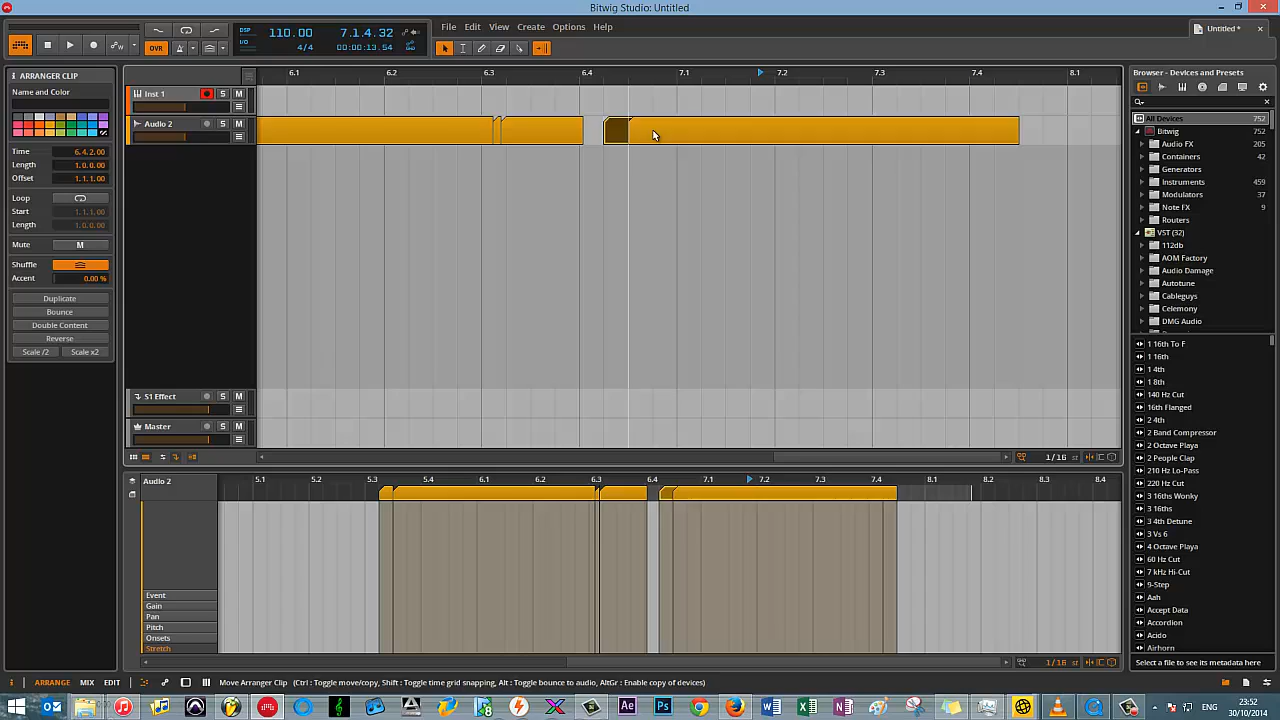 Bitwig Studio: Untitled
DSP
I/O
110.00
4/4
7.1.4.32
00:00:13.54
OVR
File Edit View Create Options Help
Untitled *
ARRANGER CLIP
Name and Color
Time 6.4.2.00
Length 1.0.0.00
Offset 1.1.1.00
Loop
Start 1.1.1.00
Length 1.0.0.00
Mute M
Shuffle
Accent 0.00 %
Duplicate
Bounce
Double Content
Reverse
Scale /2 Scale x2
6.1 6.2 6.3 6.4 7.1 7.2 7.3 7.4 8.1
Inst 1 S M
Audio 2 S M
S1 Effect S M
Master S M
1/16
Audio 2
5.1 5.2 5.3 5.4 6.1 6.2 6.3 6.4 7.1 7.2 7.3 7.4 8.1 8.2 8.3 8.4
Event
Gain
Pan
Pitch
Onsets
Stretch
1/16
Browser - Devices and Presets
All Devices 752
Bitwig 752
Audio FX 205
Containers 42
Generators
Instruments 459
Modulators 37
Note FX 9
Routers
VST (32)
112db
AOM Factory
Audio Damage
Autotune
Cableguys
Celemony
DMG Audio
1 16th To F
1 16th
1 4th
1 8th
140 Hz Cut
16th Flanged
2 4th
2 Band Compressor
2 Octave Playa
2 People Clap
210 Hz Lo-Pass
220 Hz Cut
3 16ths Wonky
3 16ths
3 4th Detune
3 Vs 6
4 Octave Playa
60 Hz Cut
7 kHz Hi-Cut
9-Step
Aah
Accept Data
Accordion
Acido
Airhorn
Select a file to see its metadata here
ARRANGE MIX EDIT
Move Arranger Clip (Ctrl : Toggle move/copy, Shift : Toggle time grid snapping, Alt : Toggle bounce to audio, AltGr : Enable copy of devices)
Ae
Ps
ENG
23:52
30/10/2014